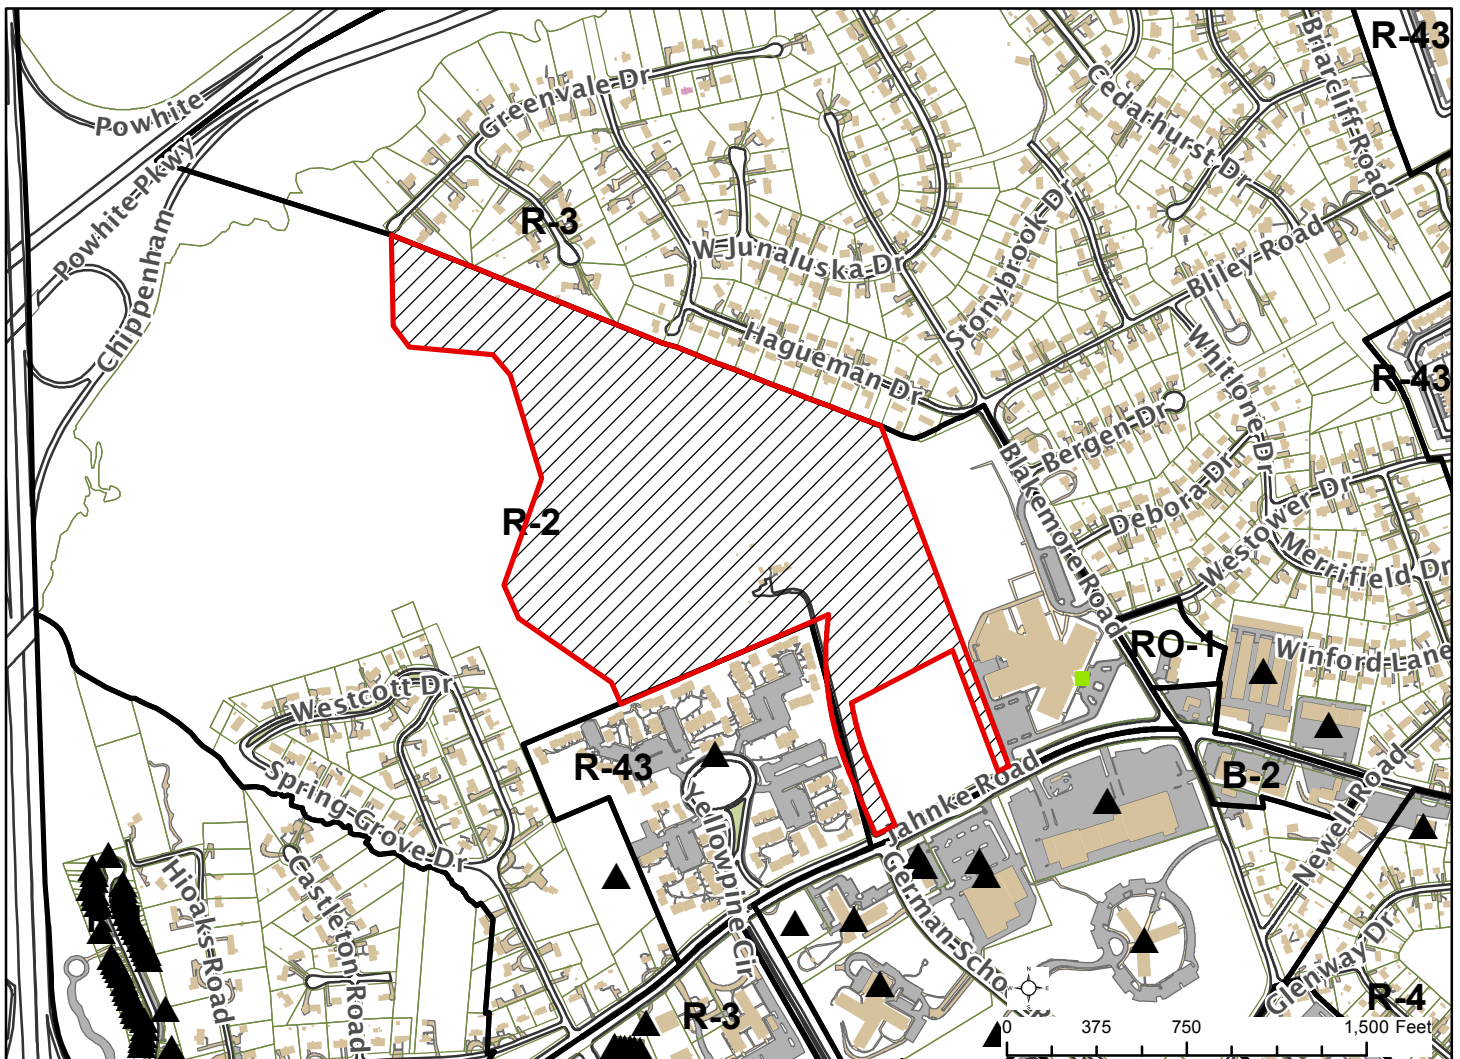 R-43
Briarcliff Road
Cedarhurst Dr
Greenvale Dr
Powhite
Powhite Pkwy
Chippenham
R-3
W Junaluska Dr
Stonybrook Dr
Bliley Road
Hagueman Dr
Whitlone Dr
R-43
Bergen Dr
Blakemore Road
Debora Dr
Westower Dr
Merrifield Dr
R-2
RO-1
Winford Lane
Westcott Dr
R-43
Spring Grove Dr
Yellowpine Cir
Jahnke Road
B-2
Newell Road
Hioaks Road
Castleton Road
German Scho
Glenway Dr
R-3
R-4
N
W E
S
0 375 750 1,500 Feet